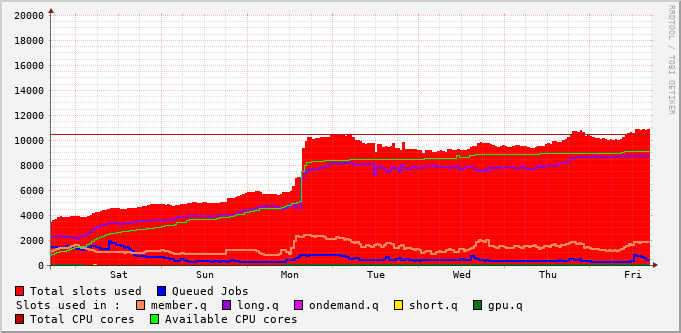 RRDTOOL / TOBI OETIKER
20000
18000
16000
14000
12000
10000
8000
6000
4000
2000
0
Sat Sun Mon Tue Wed Thu Fri
Total slots used Queued Jobs
Slots used in : member.q long.q ondemand.q short.q gpu.q
Total CPU cores Available CPU cores